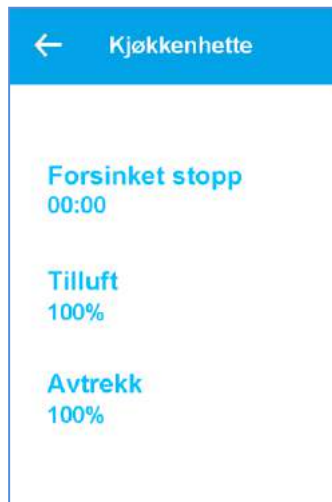 Kjøkkenhette
Forsinket stopp
00:00
Tilluft
100%
Avtrekk
100%